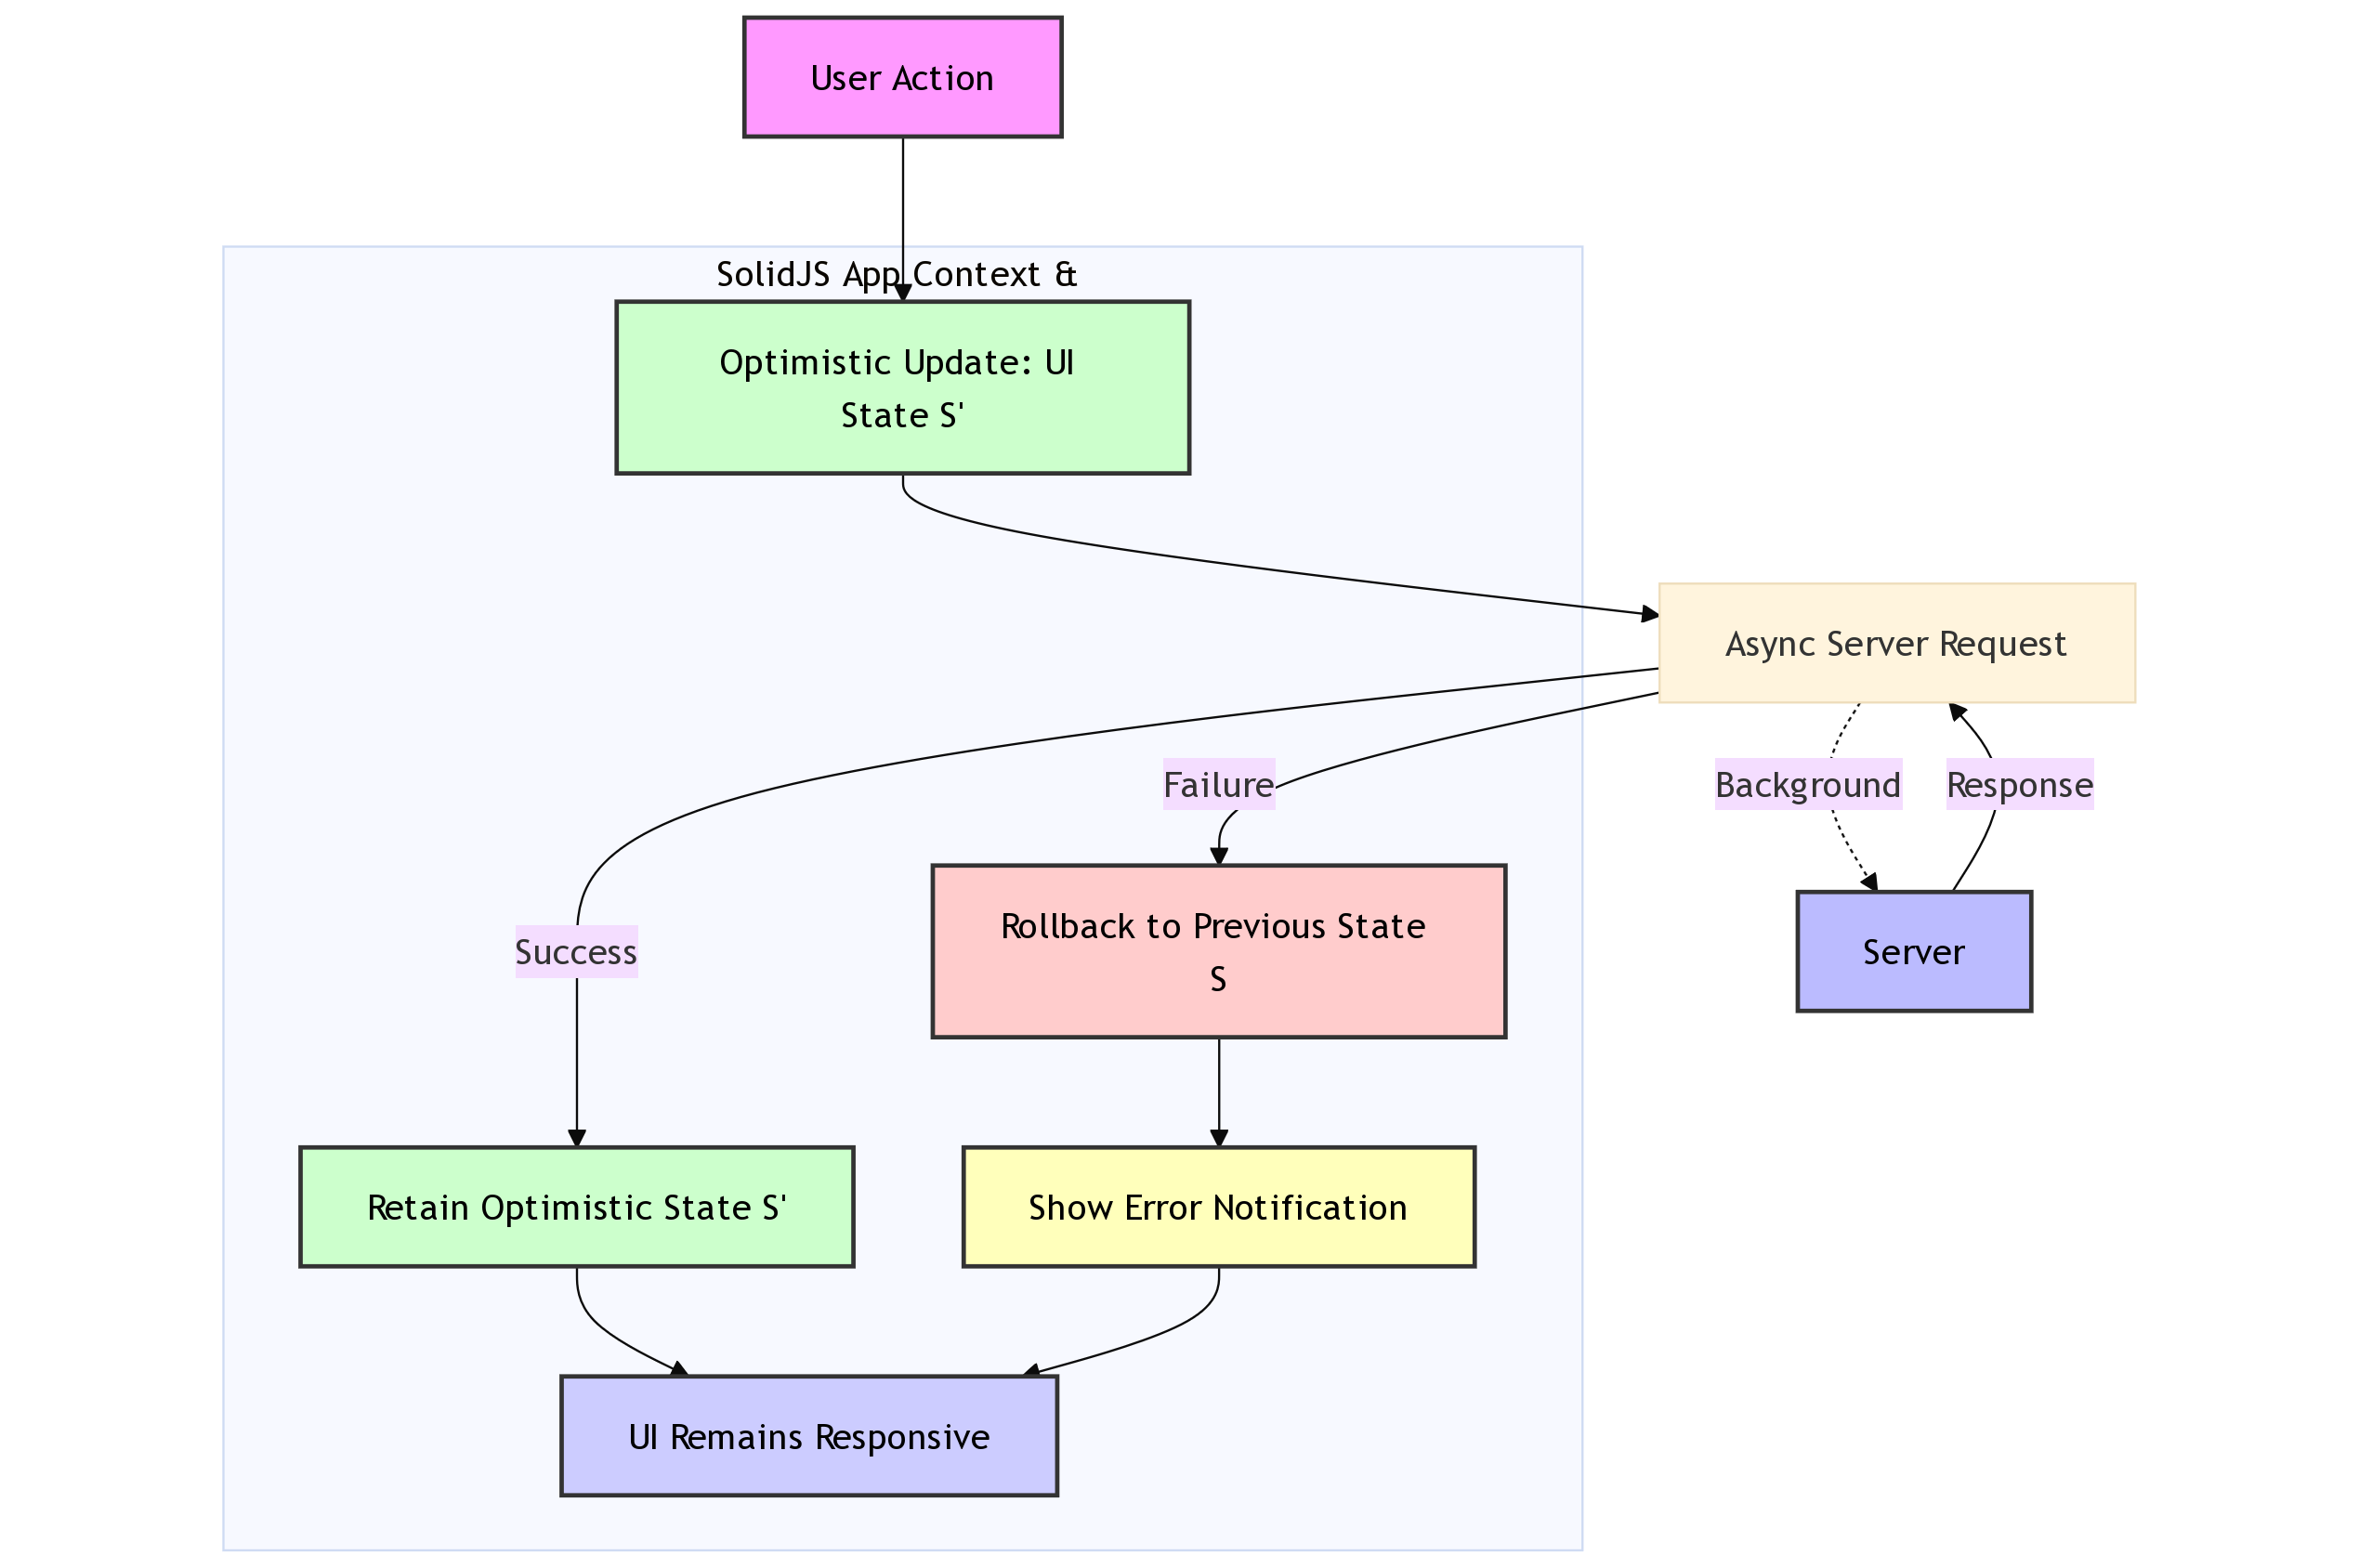 User Action
SolidJS App Context &
Optimistic Update: UI
State S'
Async Server Request
Failure
Background
Response
Success
Rollback to Previous State
S
Server
Retain Optimistic State S'
Show Error Notification
UI Remains Responsive